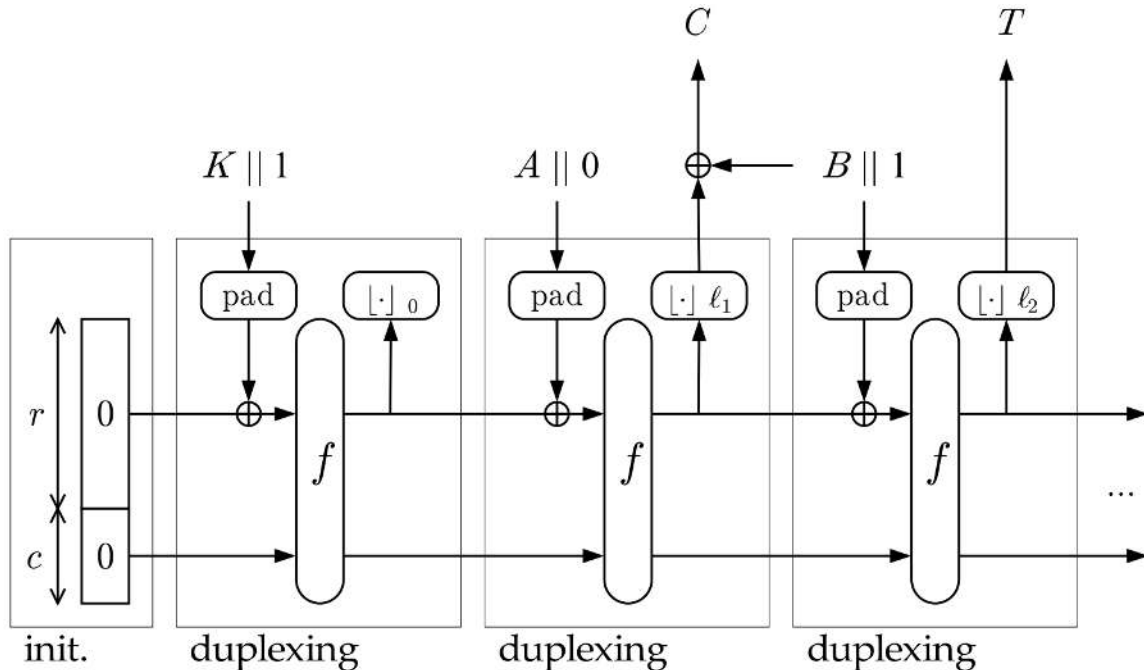 C T
K || 1 A || 0 B || 1
pad ⌊·⌋ 0 pad ⌊·⌋ ℓ1 pad ⌊·⌋ ℓ2
r 0 f f f
c 0 ...
init. duplexing duplexing duplexing